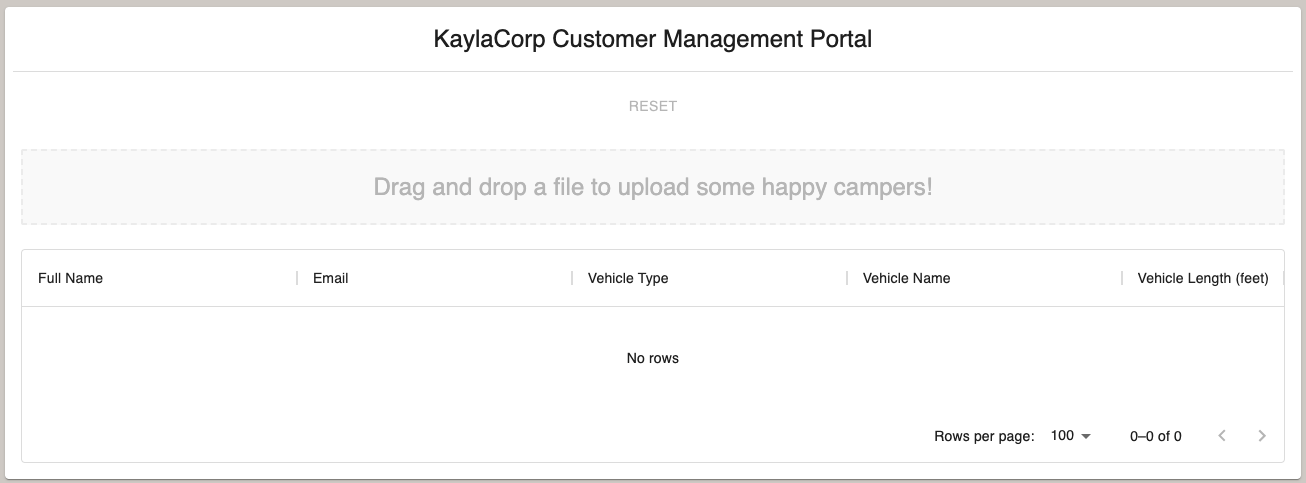 KaylaCorp Customer Management Portal
RESET
Drag and drop a file to upload some happy campers!
Full Name Email Vehicle Type Vehicle Name Vehicle Length (feet)
No rows
Rows per page: 100 0–0 of 0